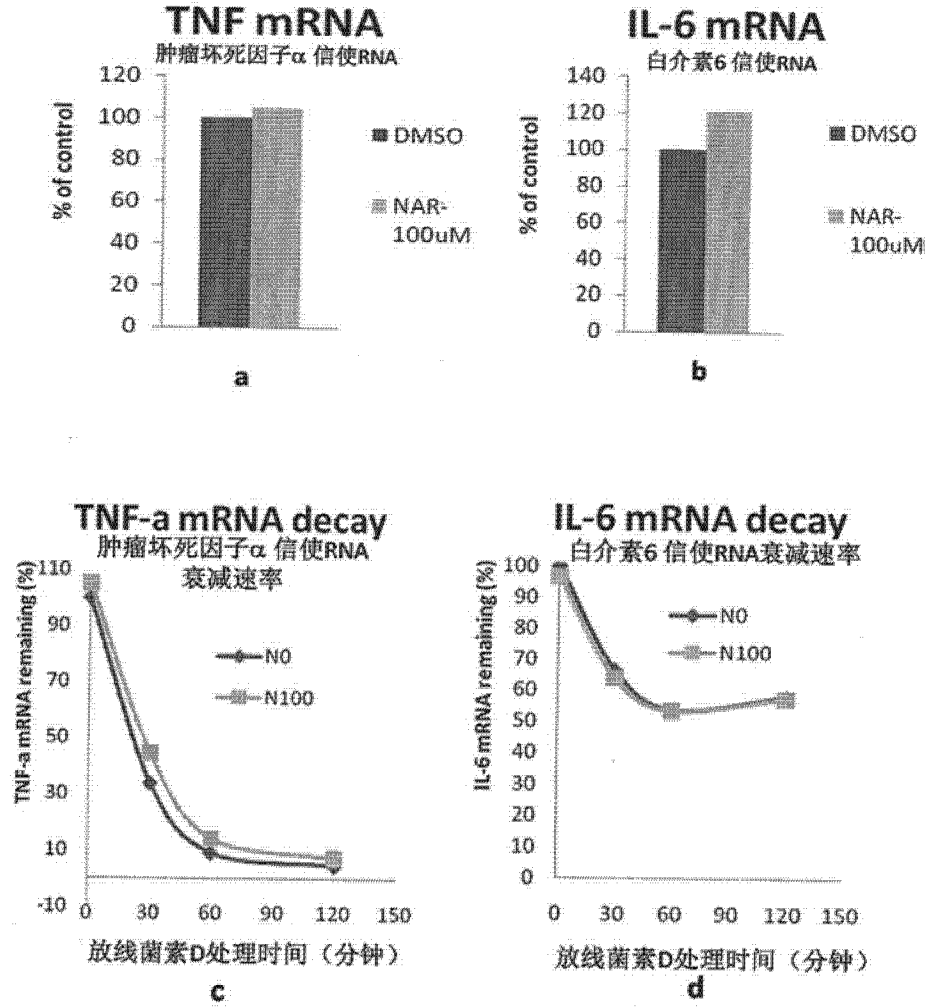 TNF mRNA
肿瘤坏死因子α 信使RNA
% of control
120
100
80
60
40
20
0
DMSO
NAR-
100uM
a
IL-6 mRNA
白介素6 信使RNA
% of control
140
120
100
80
60
40
20
0
DMSO
NAR-
100uM
b
TNF-a mRNA decay
肿瘤坏死因子α 信使RNA
衰减速率
TNF-a mRNA remaining (%)
110
90
70
50
30
10
-10
0 30 60 90 120 150
N0
N100
放线菌素D处理时间（分钟）
c
IL-6 mRNA decay
白介素6 信使RNA衰减速率
IL-6 mRNA remaining (%)
100
90
80
70
60
50
40
30
20
10
0
0 30 60 90 120 150
N0
N100
放线菌素D处理时间（分钟）
d